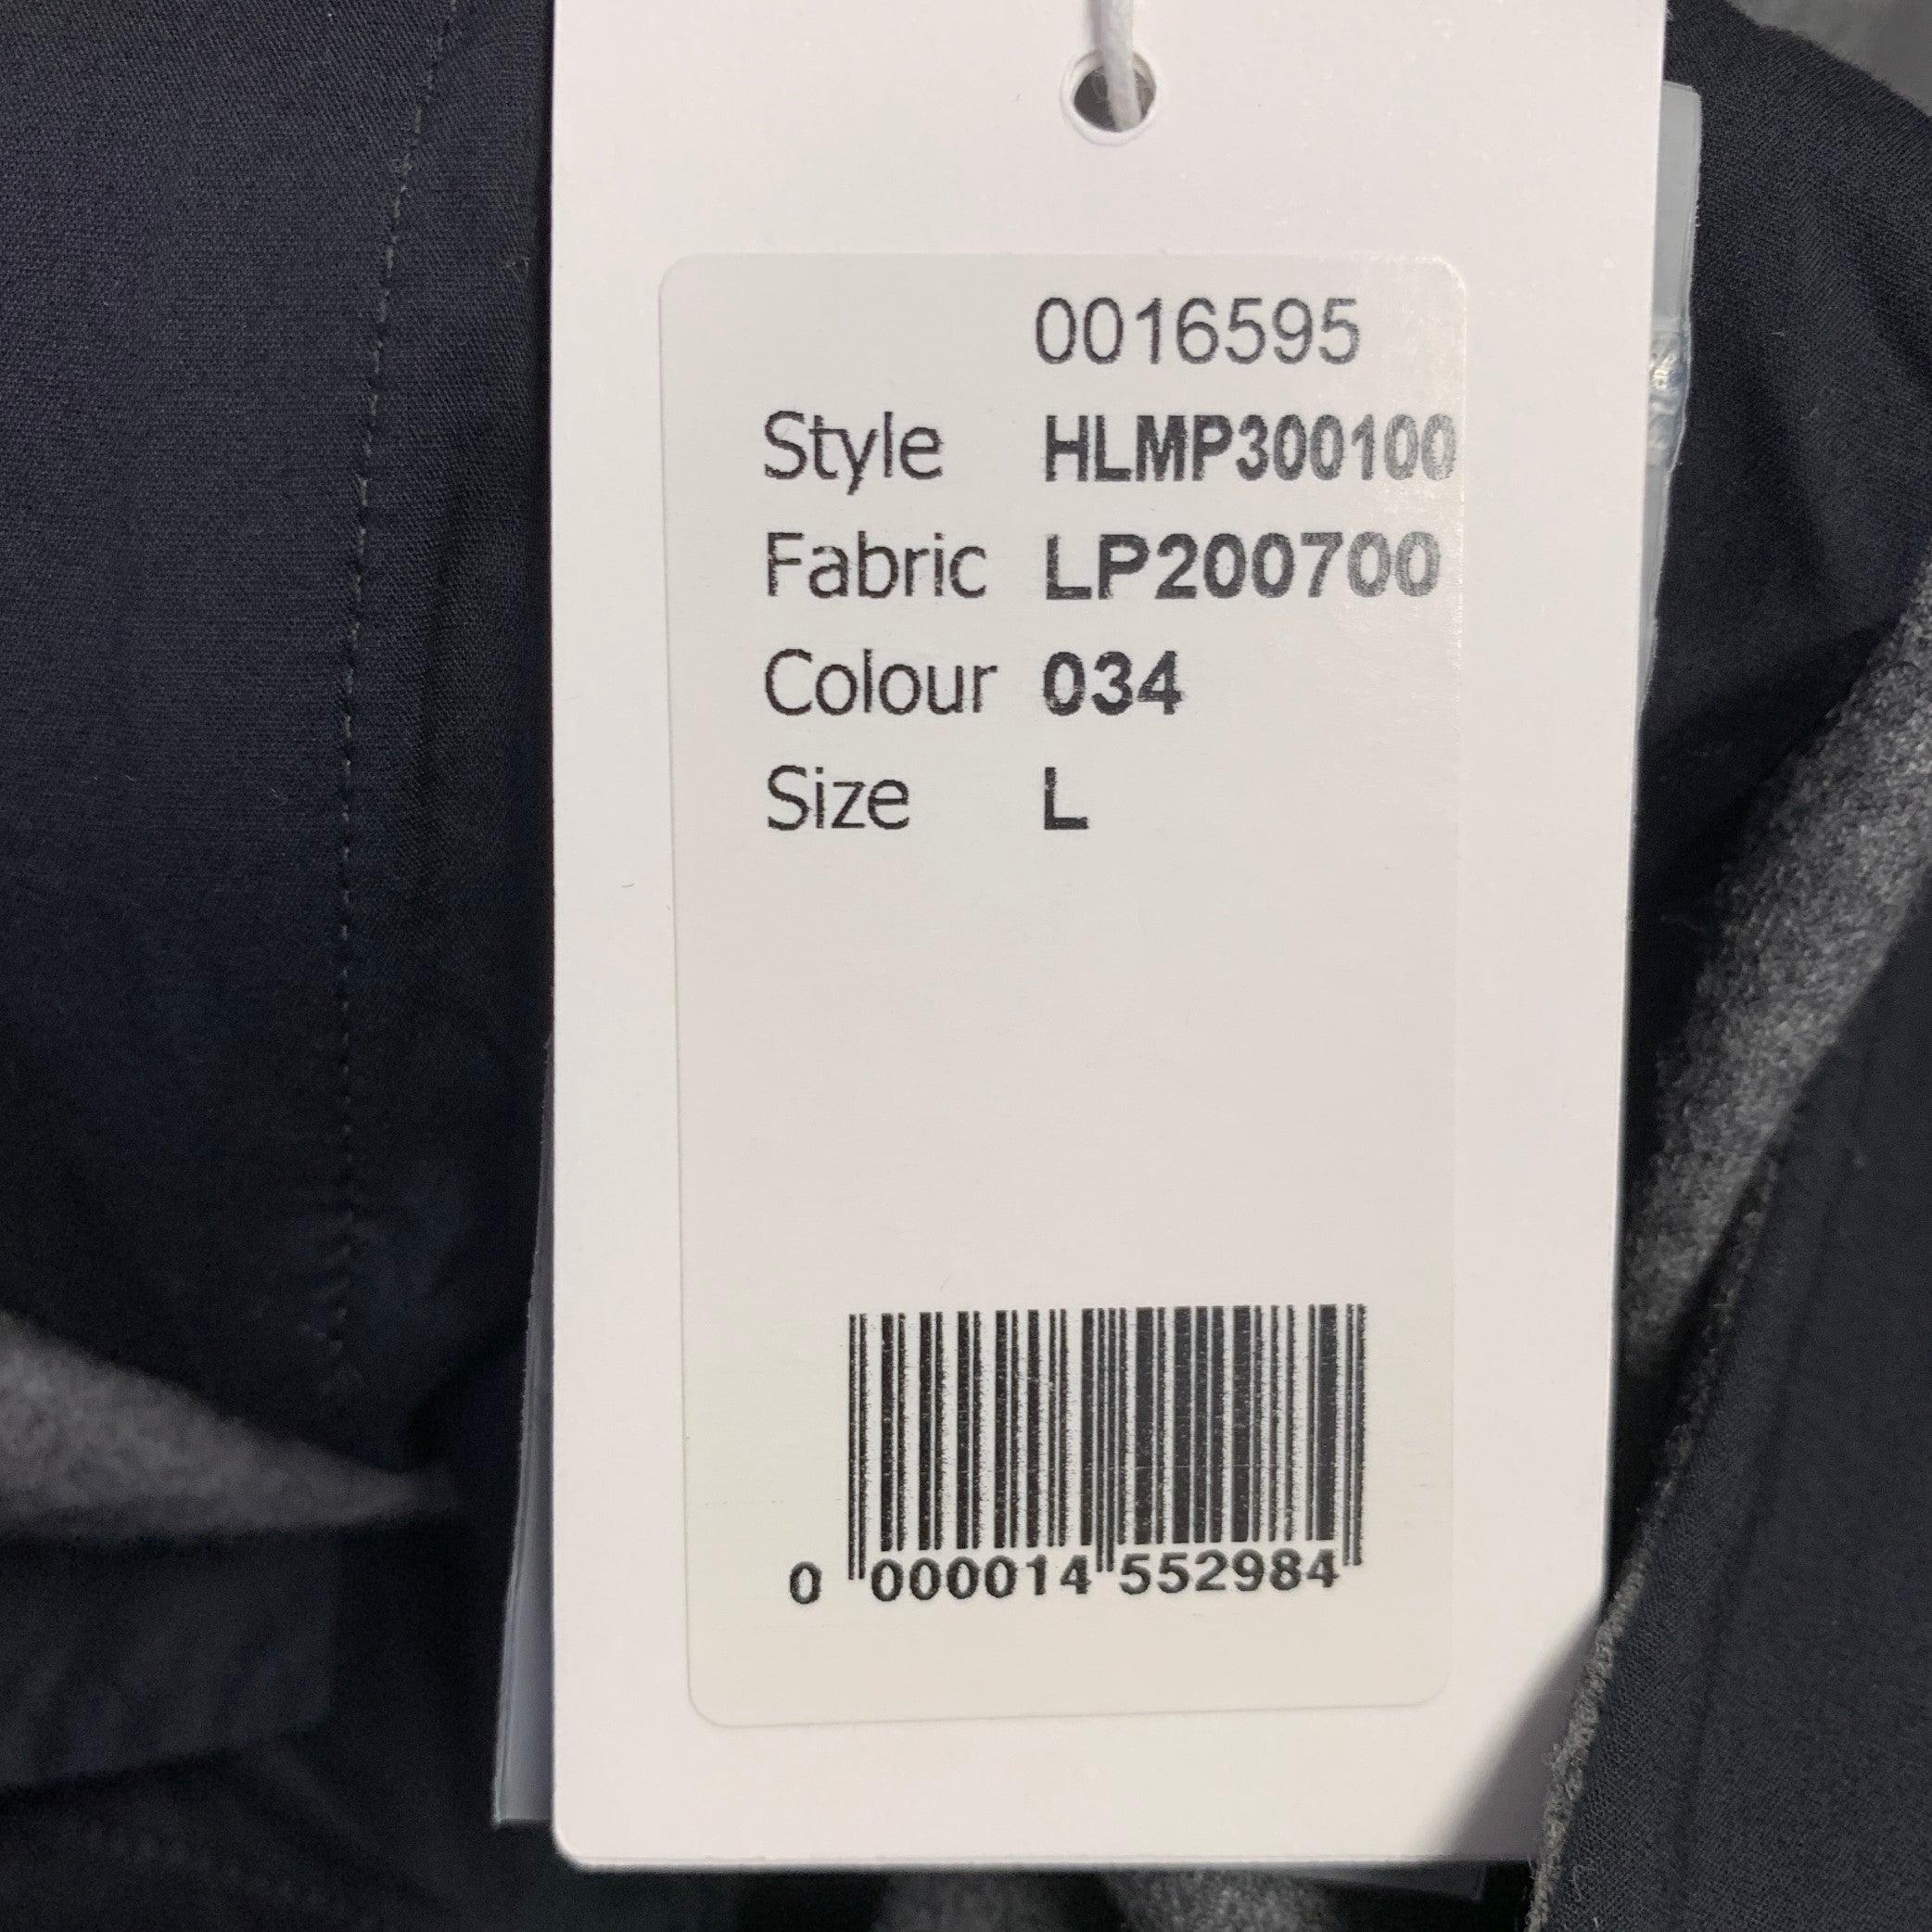 0016595
Style HLMP300100
Fabric LP200700
Colour 034
Size L
0 000014 552984